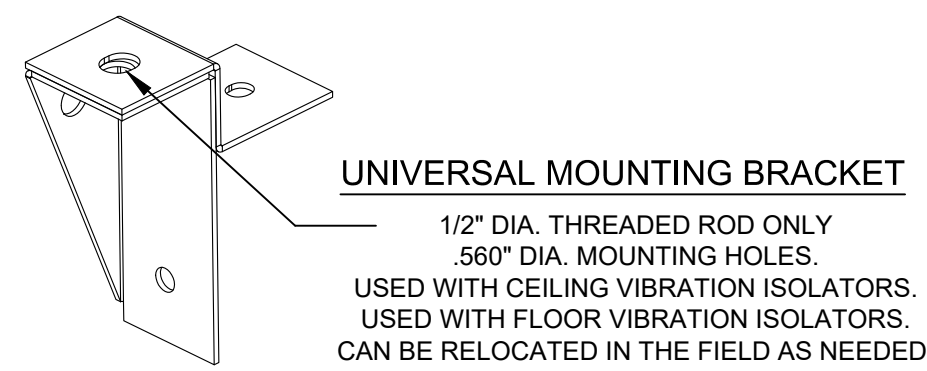 UNIVERSAL MOUNTING BRACKET
1/2" DIA. THREADED ROD ONLY
.560" DIA. MOUNTING HOLES.
USED WITH CEILING VIBRATION ISOLATORS.
USED WITH FLOOR VIBRATION ISOLATORS.
CAN BE RELOCATED IN THE FIELD AS NEEDED